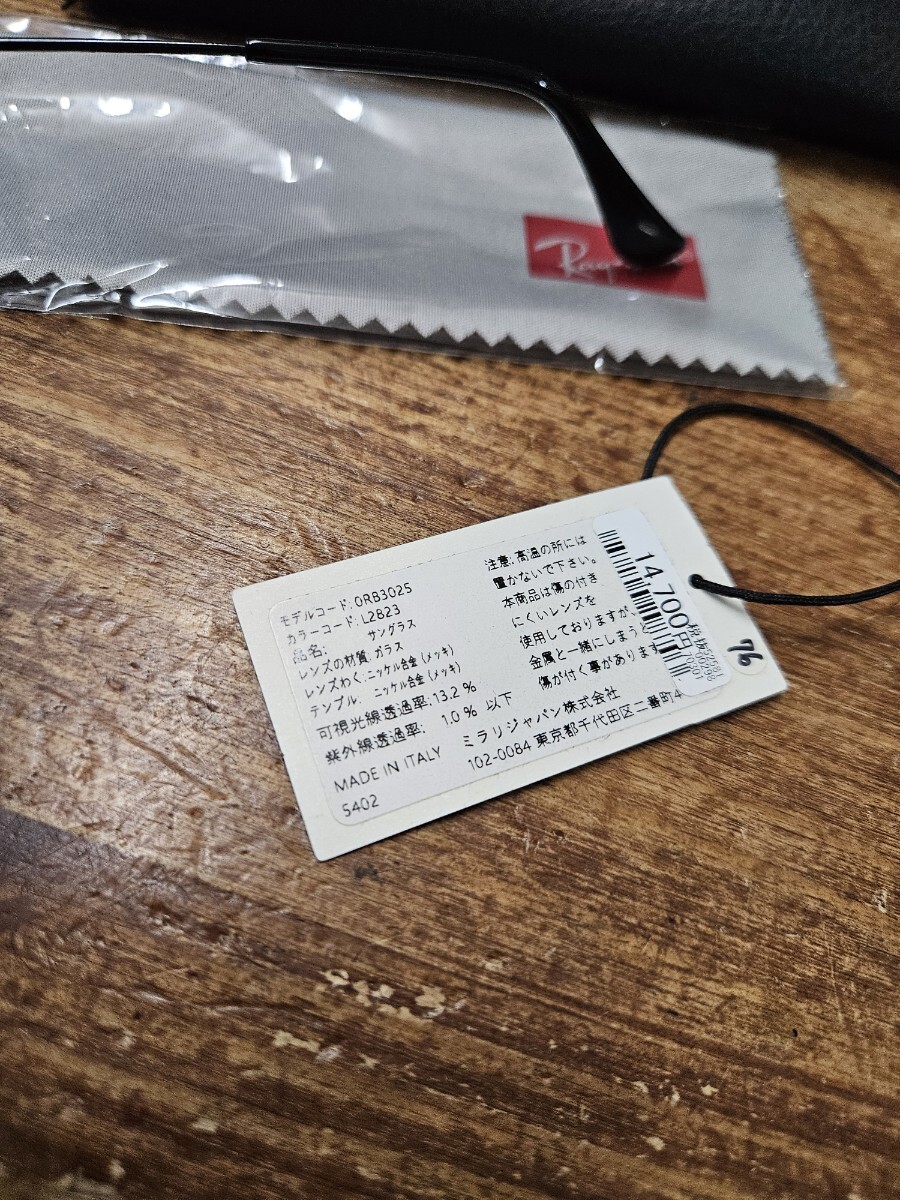 モデルコード: 0RB3025
カラーコード: L2823
品名: サングラス
レンズの材質: ガラス
レンズわく: ニッケル合金 (メッキ)
テンプル: ニッケル合金 (メッキ)
可視光線透過率: 13.2 %
紫外線透過率: 1.0 % 以下
MADE IN ITALY
5402
注意: 高温の所には
置かないで下さい。
本商品は傷の付き
にくいレンズを
使用しておりますが、
金属と一緒にしまうと
傷が付く事があります
ミラリジャパン株式会社
102-0084 東京都千代田区二番町4
14,700円
76